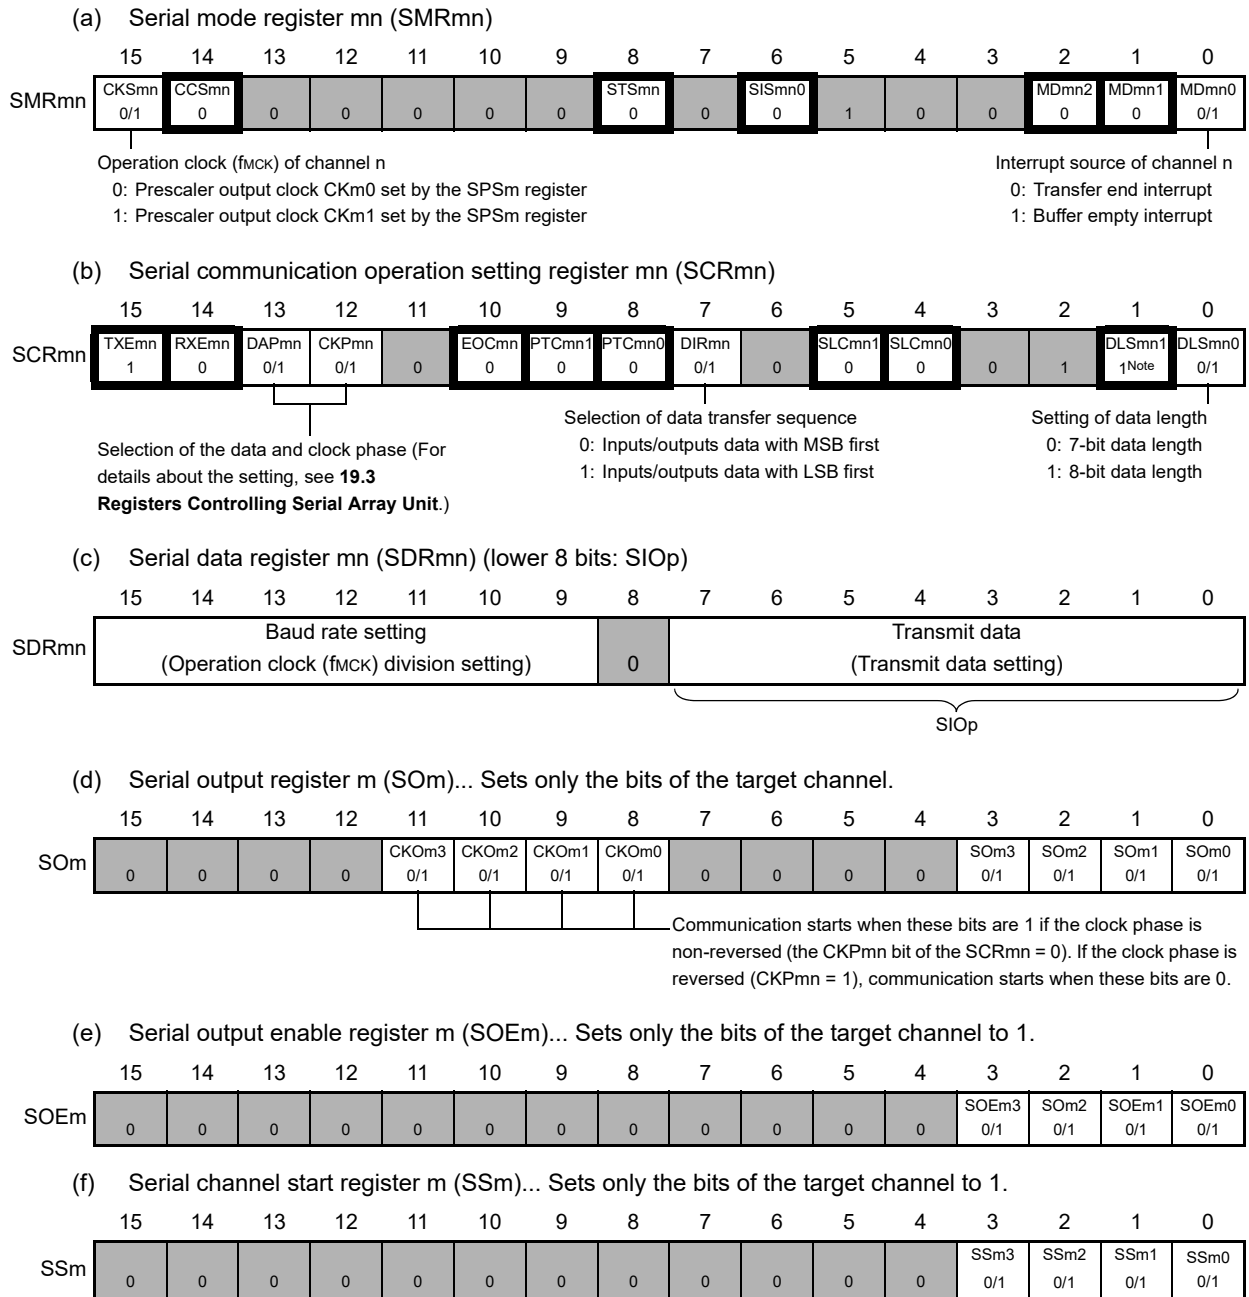 (a) Serial mode register mn (SMRmn)
15 14 13 12 11 10 9 8 7 6 5 4 3 2 1 0
SMRmn
CKSmn CCSmn STSmn SISmn0 MDmn2 MDmn1 MDmn0
0/1 0 0 0 0 0 0 0 0 0 1 0 0 0 0 0/1
Operation clock (fMCK) of channel n
0: Prescaler output clock CKm0 set by the SPSm register
1: Prescaler output clock CKm1 set by the SPSm register
Interrupt source of channel n
0: Transfer end interrupt
1: Buffer empty interrupt
(b) Serial communication operation setting register mn (SCRmn)
15 14 13 12 11 10 9 8 7 6 5 4 3 2 1 0
SCRmn
TXEmn RXEmn DAPmn CKPmn EOCmn PTCmn1 PTCmn0 DIRmn SLCmn1 SLCmn0 DLSmn1 DLSmn0
1 0 0/1 0/1 0 0 0 0 0/1 0 0 0 0 1 1Note 0/1
Selection of the data and clock phase (For
details about the setting, see 19.3
Registers Controlling Serial Array Unit.)
Selection of data transfer sequence
0: Inputs/outputs data with MSB first
1: Inputs/outputs data with LSB first
Setting of data length
0: 7-bit data length
1: 8-bit data length
(c) Serial data register mn (SDRmn) (lower 8 bits: SIOp)
15 14 13 12 11 10 9 8 7 6 5 4 3 2 1 0
SDRmn
Baud rate setting
(Operation clock (fMCK) division setting)
0
Transmit data
(Transmit data setting)
SIOp
(d) Serial output register m (SOm)... Sets only the bits of the target channel.
15 14 13 12 11 10 9 8 7 6 5 4 3 2 1 0
SOm
CKOm3 CKOm2 CKOm1 CKOm0 SOm3 SOm2 SOm1 SOm0
0 0 0 0 0/1 0/1 0/1 0/1 0 0 0 0 0/1 0/1 0/1 0/1
Communication starts when these bits are 1 if the clock phase is
non-reversed (the CKPmn bit of the SCRmn = 0). If the clock phase is
reversed (CKPmn = 1), communication starts when these bits are 0.
(e) Serial output enable register m (SOEm)... Sets only the bits of the target channel to 1.
15 14 13 12 11 10 9 8 7 6 5 4 3 2 1 0
SOEm
SOEm3 SOm2 SOEm1 SOEm0
0 0 0 0 0 0 0 0 0 0 0 0 0/1 0/1 0/1 0/1
(f) Serial channel start register m (SSm)... Sets only the bits of the target channel to 1.
15 14 13 12 11 10 9 8 7 6 5 4 3 2 1 0
SSm
SSm3 SSm2 SSm1 SSm0
0 0 0 0 0 0 0 0 0 0 0 0 0/1 0/1 0/1 0/1